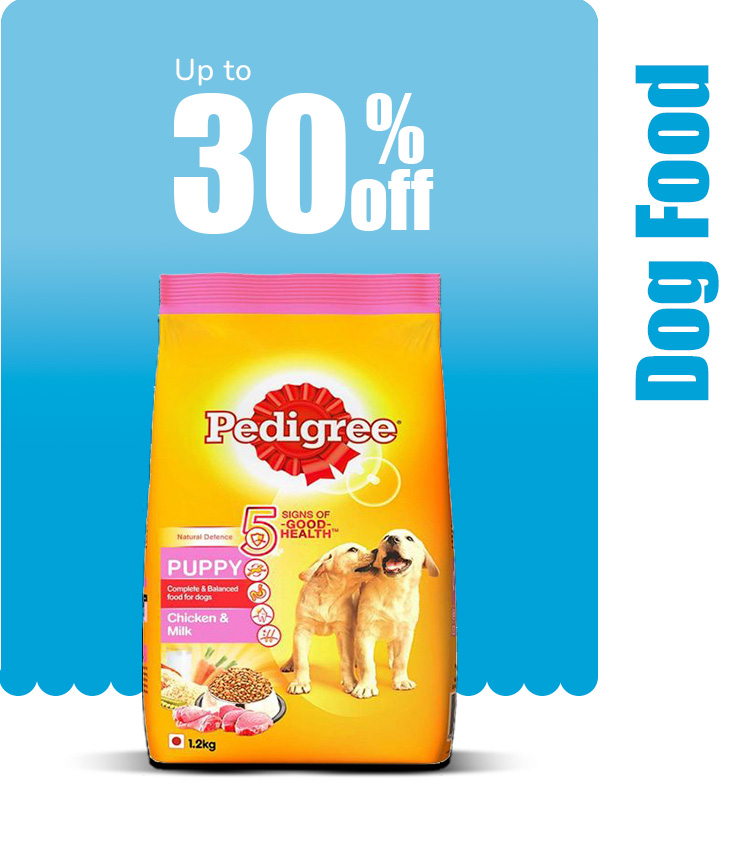 Up to
30%
off
Dog Food
Pedigree
5 SIGNS OF
-GOOD-
HEALTH™
Natural Defence
PUPPY
Complete & Balanced
food for dogs
Chicken &
Milk
1.2kg